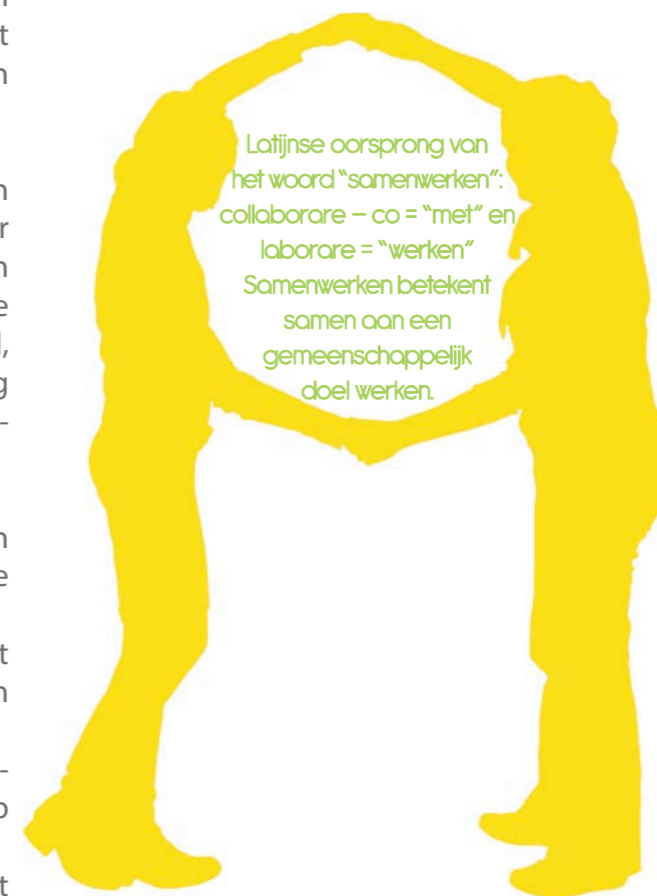 Latijnse oorsprong van
het woord “samenwerken”:
collaborare – co = “met” en
laborare = “werken”
Samenwerken betekent
samen aan een
gemeenschappelijk
doel werken.